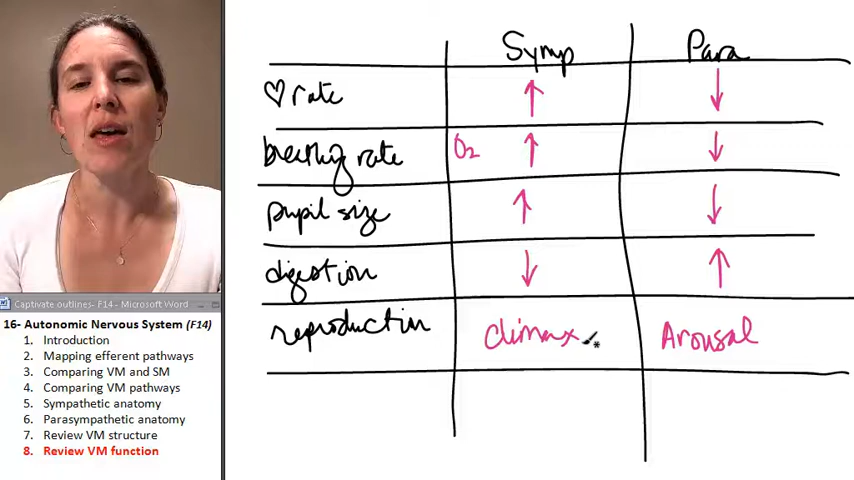 Symp Para
♡ rate ↑ ↓
breathing rate O2 ↑ ↓
pupil size ↑ ↓
digestion ↓ ↑
reproduction climax Arousal
Captivate outlines- F14 - Microsoft Word
16- Autonomic Nervous System (F14)
1. Introduction
2. Mapping efferent pathways
3. Comparing VM and SM
4. Comparing VM pathways
5. Sympathetic anatomy
6. Parasympathetic anatomy
7. Review VM structure
8. Review VM function